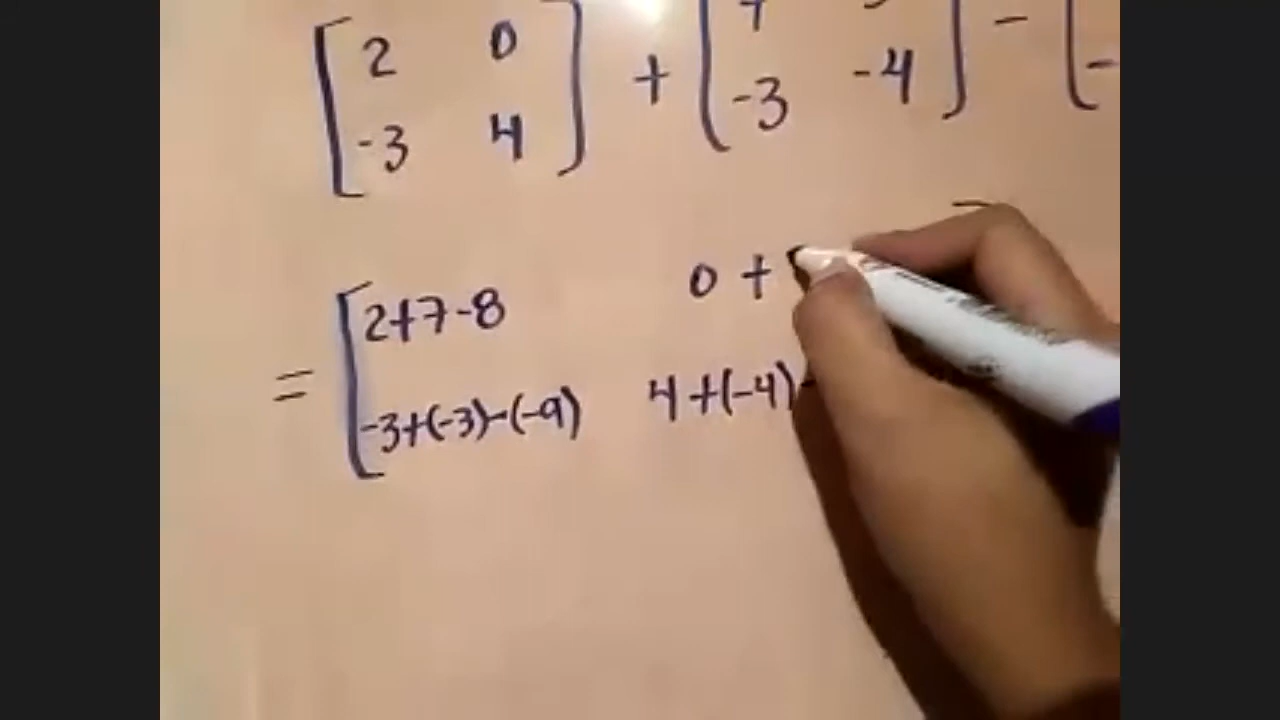 [ 2 0 ] + [
-3 4 -3 -4 ] - [ -
= [ 2+7-8 0 +
-3+(-3)-(-9) 4+(-4)-